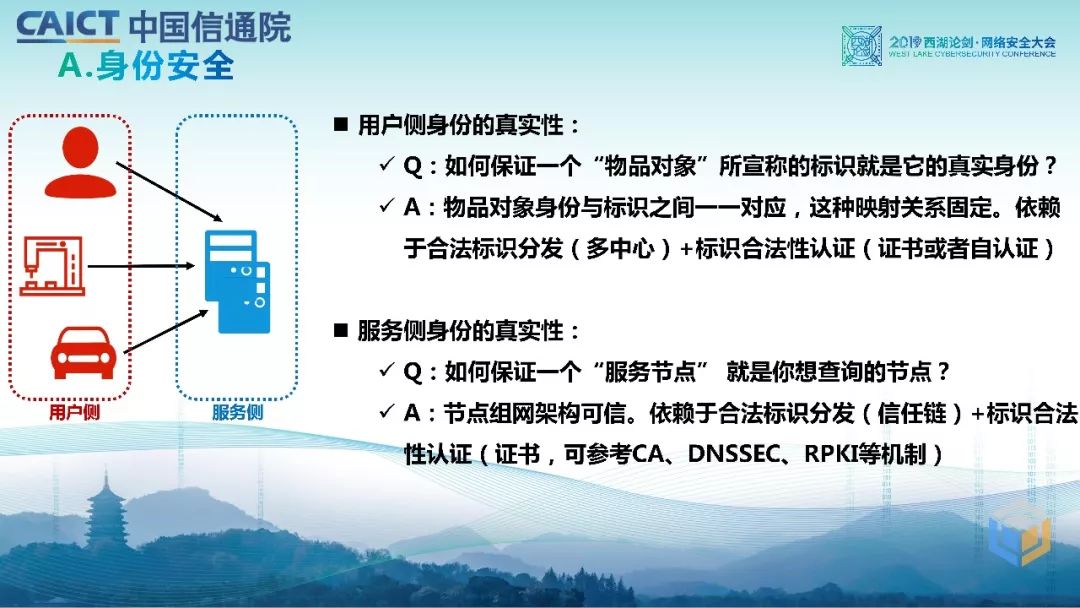 CAICT 中国信通院
2019 西湖论剑·网络安全大会
WEST LAKE CYBERSECURITY CONFERENCE
A.身份安全
■ 用户侧身份的真实性：
✓ Q：如何保证一个“物品对象”所宣称的标识就是它的真实身份？
✓ A：物品对象身份与标识之间一一对应，这种映射关系固定。依赖
于合法标识分发（多中心）+标识合法性认证（证书或者自认证）
■ 服务侧身份的真实性：
✓ Q：如何保证一个“服务节点” 就是你想查询的节点？
✓ A：节点组网架构可信。依赖于合法标识分发（信任链）+标识合法
性认证（证书，可参考CA、DNSSEC、RPKI等机制）
用户侧
服务侧